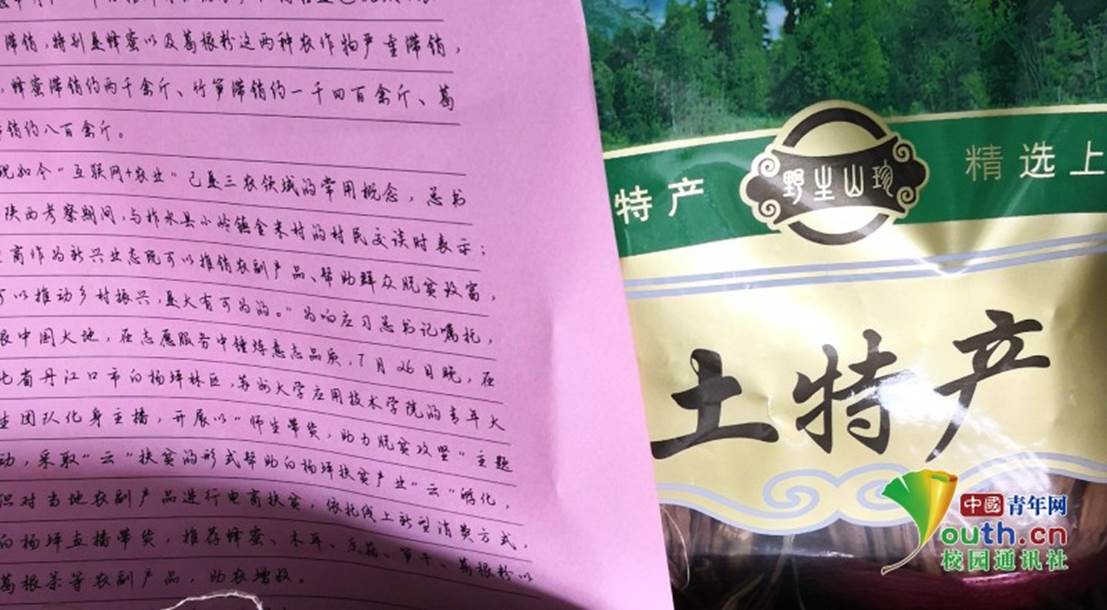 滞销,特别是蜂蜜以及葛根粉这两种农作物严重滞销,
,蜂蜜滞销约两千余斤、竹笋滞销约一千四百余斤、葛
销约八百余斤。
现如今“互联网+农业”已是三农领域的常用概念,总书
陕西考察期间,与柞水县小岭镇金米村的村民交谈时表示:
商作为新兴业态既可以推销农副产品、帮助群众脱贫致富,
可以推动乡村振兴,是大有可为的。”为响应习总书记嘱托,
根中国大地,在志愿服务中锤炼意志品质,7月26日晚,在
北省丹江口市白杨坪林区,苏州大学应用技术学院的青年大
生团队化身主播,开展以“师生带货,助力脱贫攻坚”主题
动,采取“云”扶贫的形式帮助白杨坪扶贫产业“云”孵化,
织对当地农副产品进行电商扶贫,依托线上新型消费方式,
白杨坪直播带货,推荐蜂蜜、木耳、香菇、笋干、葛根粉以
葛根茶等农副产品,助农增收。
特产
野生山珍
精选上
土特产
中國青年网
Youth.cn
校园通讯社